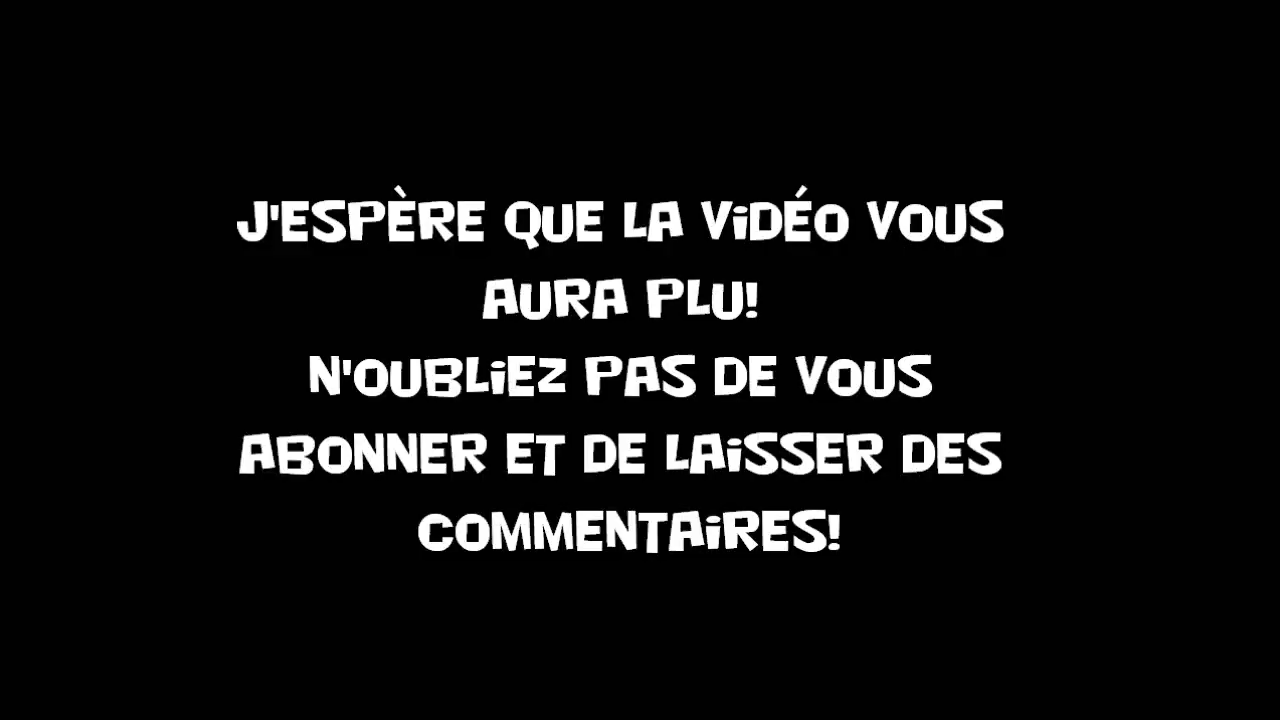 J'ESPÈRE QUE LA ViDÉO VOUS
AURA PLU!
N'OUBLiEZ PAS DE VOUS
ABONNER ET DE LAiSSER DES
COMMENTAiRES!